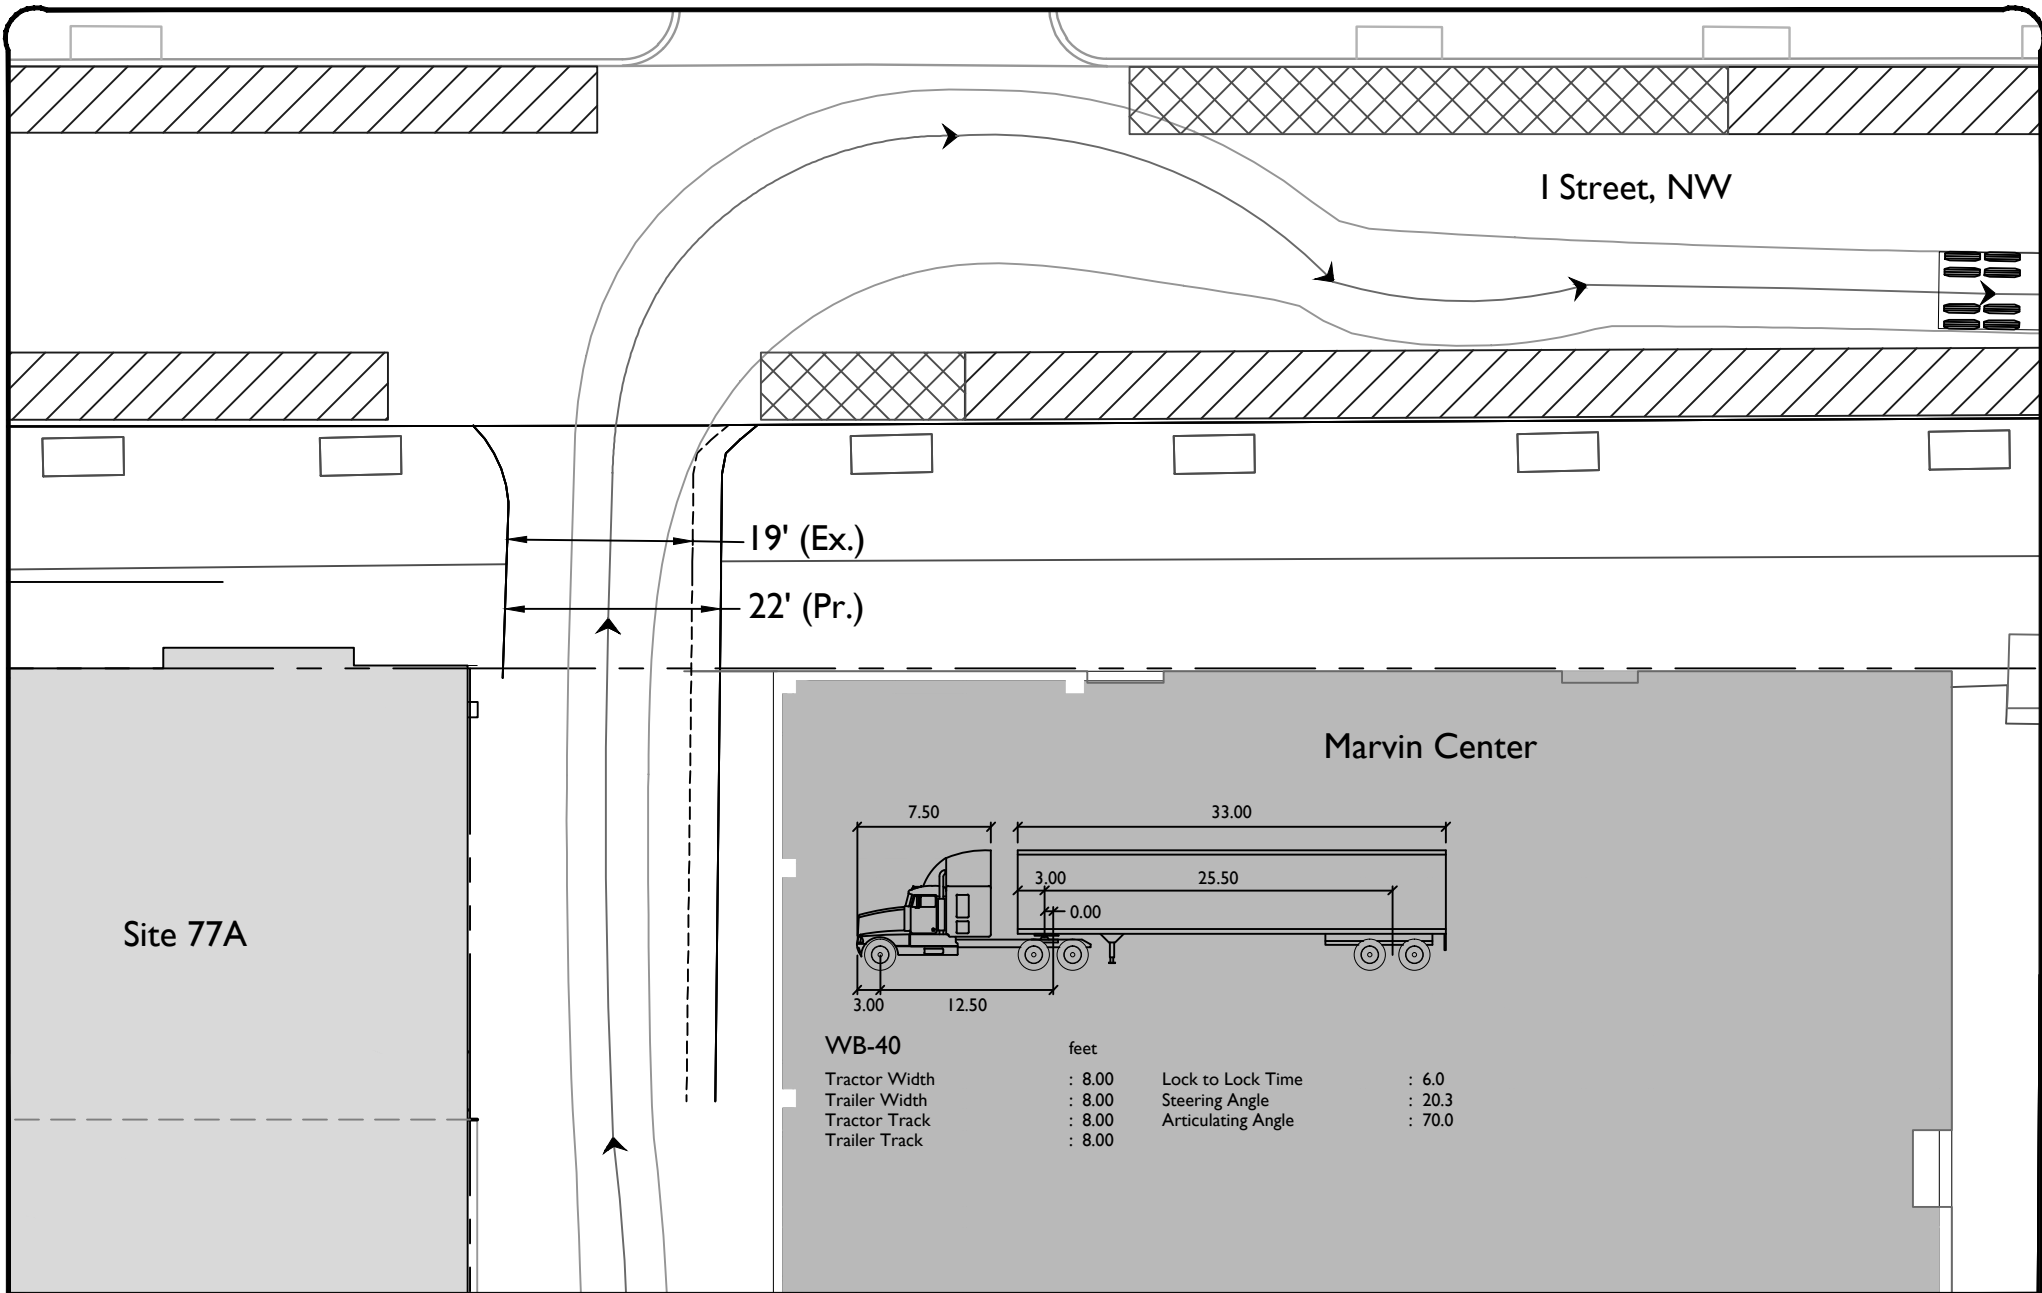 I Street, NW
19' (Ex.)
22' (Pr.)
Marvin Center
Site 77A
7.50
33.00
3.00
25.50
0.00
3.00
12.50
WB-40 feet
Tractor Width : 8.00 Lock to Lock Time : 6.0
Trailer Width : 8.00 Steering Angle : 20.3
Tractor Track : 8.00 Articulating Angle : 70.0
Trailer Track : 8.00